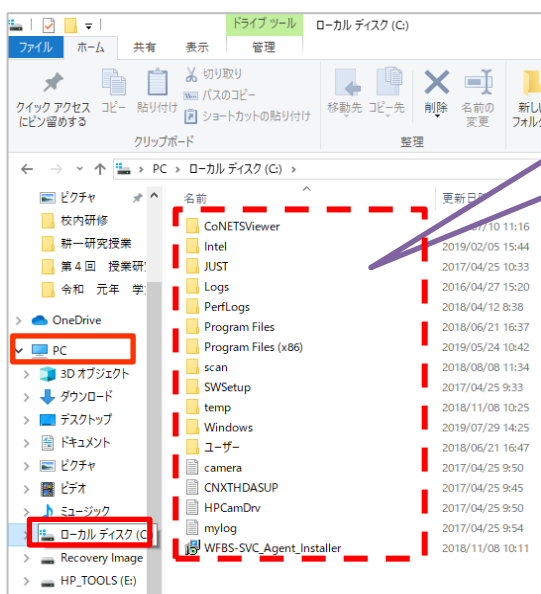 ドライブ ツール ローカル ディスク (C:)
ファイル ホーム 共有 表示 管理
クイック アクセス
にピン留めする
コピー 貼り付け
切り取り
パスのコピー
ショートカットの貼り付け
移動先 コピー先 削除 名前の
変更
クリップボード 整理
PC › ローカル ディスク (C:) ›
名前
ピクチャ
校内研修
耕一研究授業
第4回 授業研
令和 元年 学
OneDrive
PC
3D オブジェクト
ダウンロード
デスクトップ
ドキュメント
ピクチャ
ビデオ
ミュージック
ローカル ディスク (C
Recovery Image
HP_TOOLS (E:)
CoNETSViewer /10 11:16
Intel 2019/02/05 15:44
JUST 2017/04/25 10:33
Logs 2016/04/27 15:20
PerfLogs 2018/04/12 8:38
Program Files 2018/06/21 16:37
Program Files (x86) 2019/05/24 10:42
scan 2018/08/08 11:34
SWSetup 2017/04/25 9:33
temp 2018/11/08 10:25
Windows 2019/07/29 14:25
ユーザー 2018/06/21 16:47
camera 2017/04/25 9:50
CNXTHDASUP 2017/04/25 9:45
HPCamDrv 2017/04/25 9:50
mylog 2017/04/25 9:54
WFBS-SVC_Agent_Installer 2018/11/08 10:11